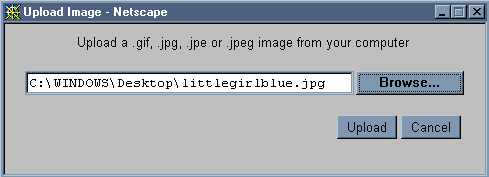 Upload Image - Netscape
Upload a .gif, .jpg, .jpe or .jpeg image from your computer
C:\WINDOWS\Desktop\littlegirlblue.jpg Browse...
Upload Cancel